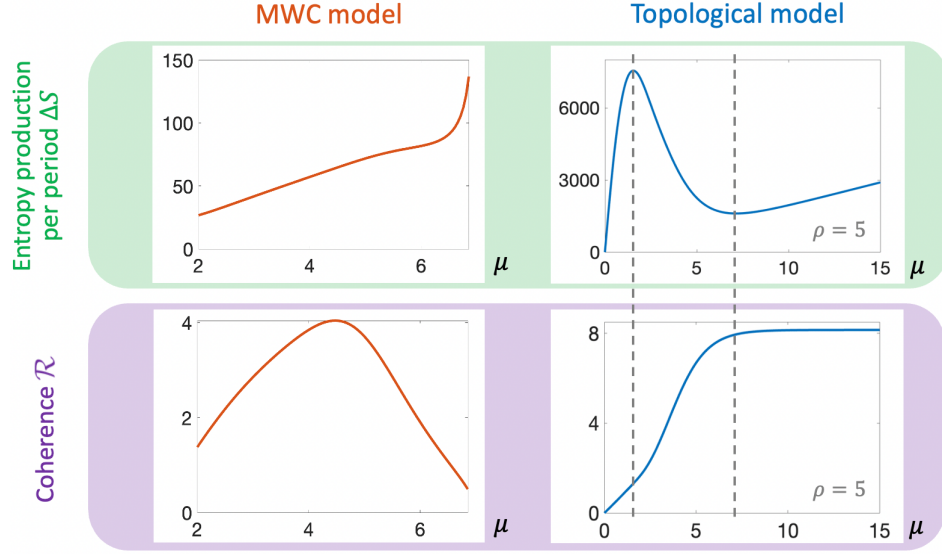 MWC model
Topological model
Entropy production
per period ΔS
150
100
50
0
2
4
6
μ
6000
3000
0
ρ = 5
0
5
10
15
μ
Coherence ℛ
4
2
0
2
4
6
μ
8
4
0
ρ = 5
0
5
10
15
μ